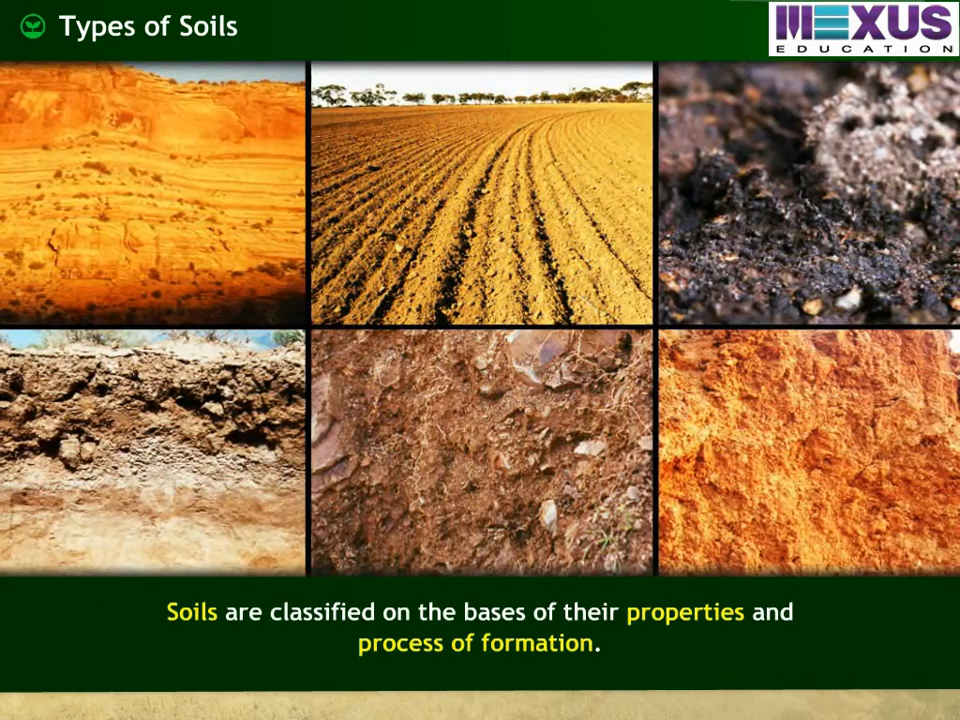 Types of Soils
MEXUS
EDUCATION
Soils are classified on the bases of their properties and
process of formation.